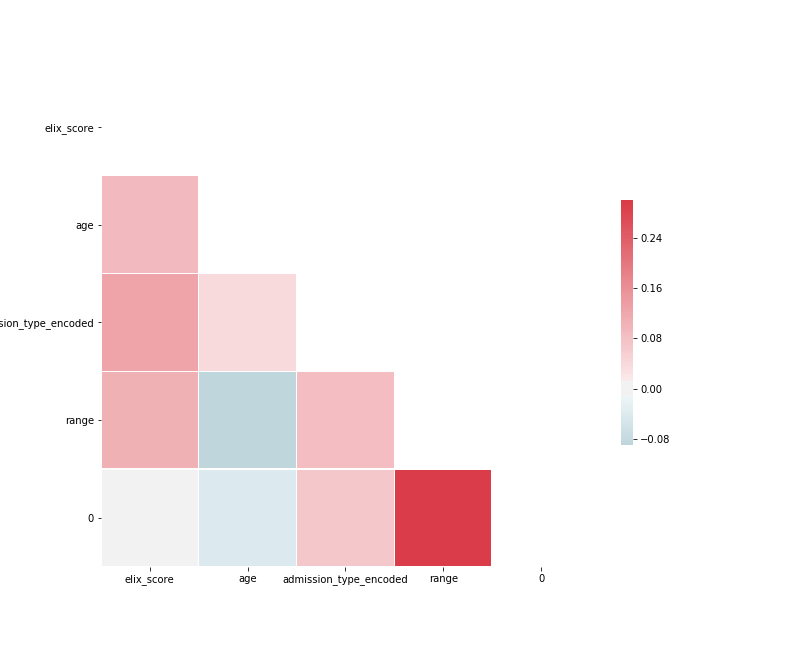 elix_score
age
sion_type_encoded
range
0
elix_score
age
admission_type_encoded
range
0
0.24
0.16
0.08
0.00
−0.08